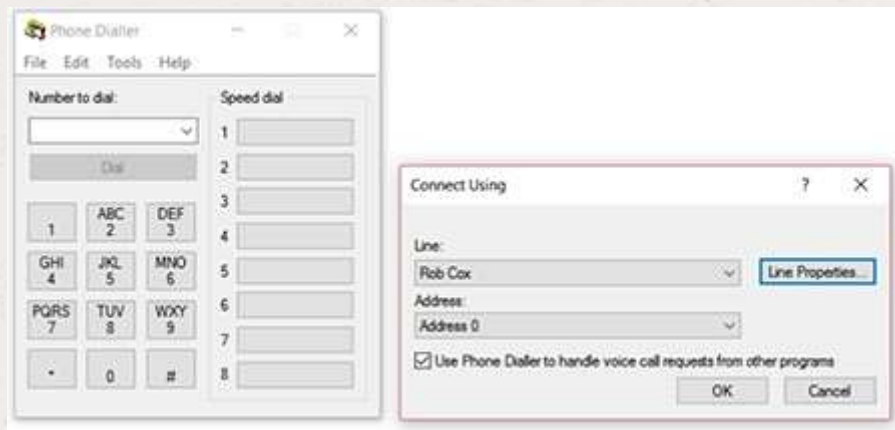 Phone Dialler
File Edit Tools Help
Number to dial:
Dial
1
ABC 2
DEF 3
GHI 4
JKL 5
MNO 6
PQRS 7
TUV 8
WXY 9
*
0
#
Speed dial
1
2
3
4
5
6
7
8
Connect Using ?
Line:
Rob Cox
Line Properties...
Address:
Address 0
Use Phone Dialler to handle voice call requests from other programs
OK Cancel